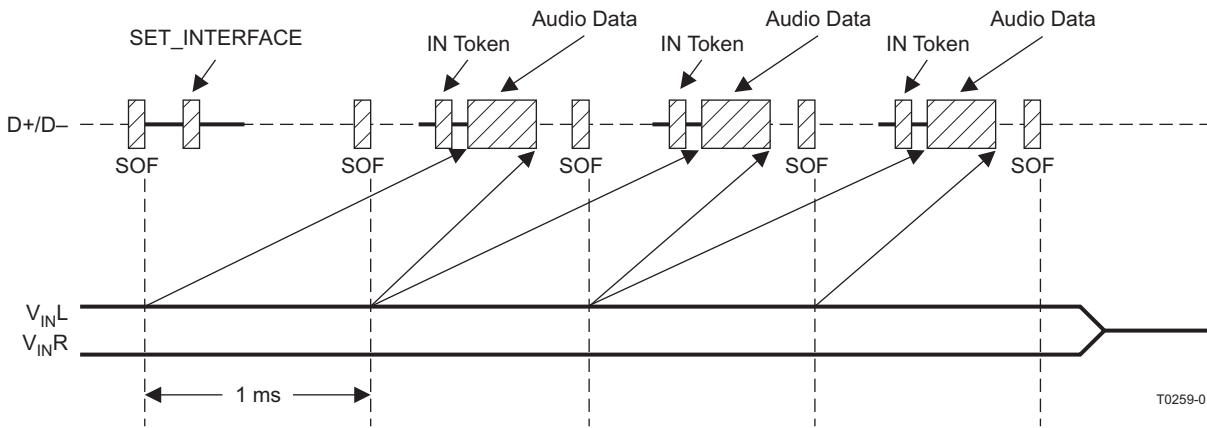 Audio Data Audio Data Audio Data
SET_INTERFACE IN Token IN Token IN Token
D+/D–
SOF SOF SOF SOF SOF
VINL
VINR
1 ms
T0259-0